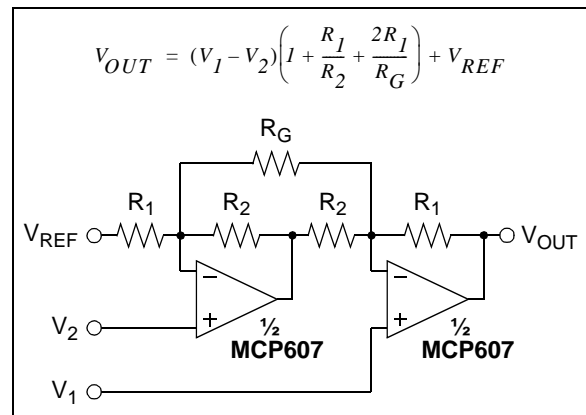 V_OUT = (V_1 – V_2)(1 + R_1/R_2 + 2R_1/R_G) + V_REF
R_G
R_1 R_2 R_2 R_1
V_REF V_OUT
– –
+ +
V_2 ½ ½
MCP607 MCP607
V_1